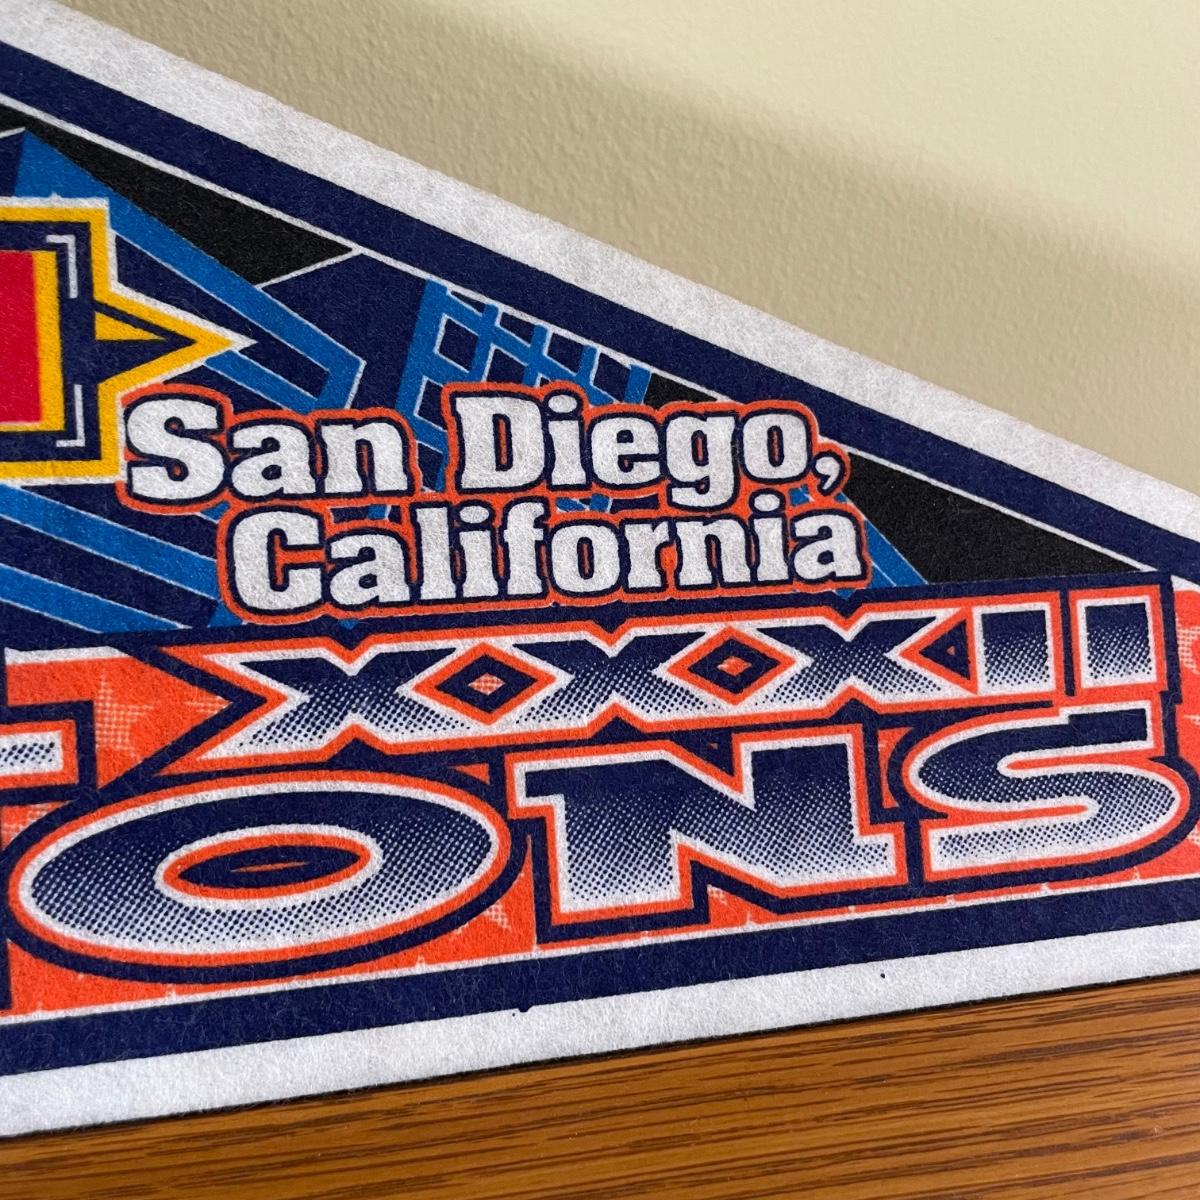 San Diego,
California
XXXII
ONS